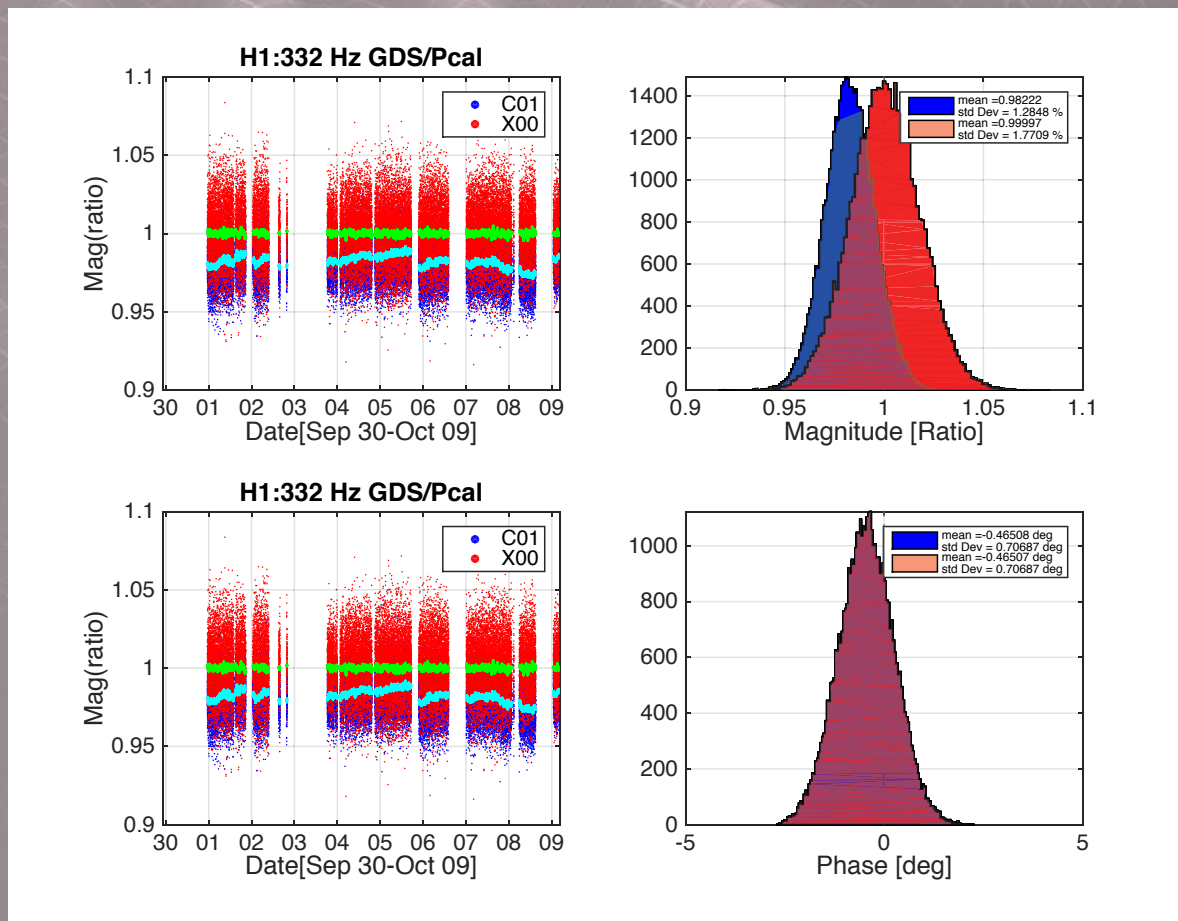 H1:332 Hz GDS/Pcal
1.1
1.05
1
0.95
0.9
Mag(ratio)
C01
X00
30 01 02 03 04 05 06 07 08 09
Date[Sep 30-Oct 09]
1400
1200
1000
800
600
400
200
0
mean =0.98222
std Dev = 1.2848 %
mean =0.99997
std Dev = 1.7709 %
0.9 0.95 1 1.05 1.1
Magnitude [Ratio]
H1:332 Hz GDS/Pcal
1.1
1.05
1
0.95
0.9
Mag(ratio)
C01
X00
30 01 02 03 04 05 06 07 08 09
Date[Sep 30-Oct 09]
1000
800
600
400
200
0
mean =-0.46508 deg
std Dev = 0.70687 deg
mean =-0.46507 deg
std Dev = 0.70687 deg
-5 0 5
Phase [deg]